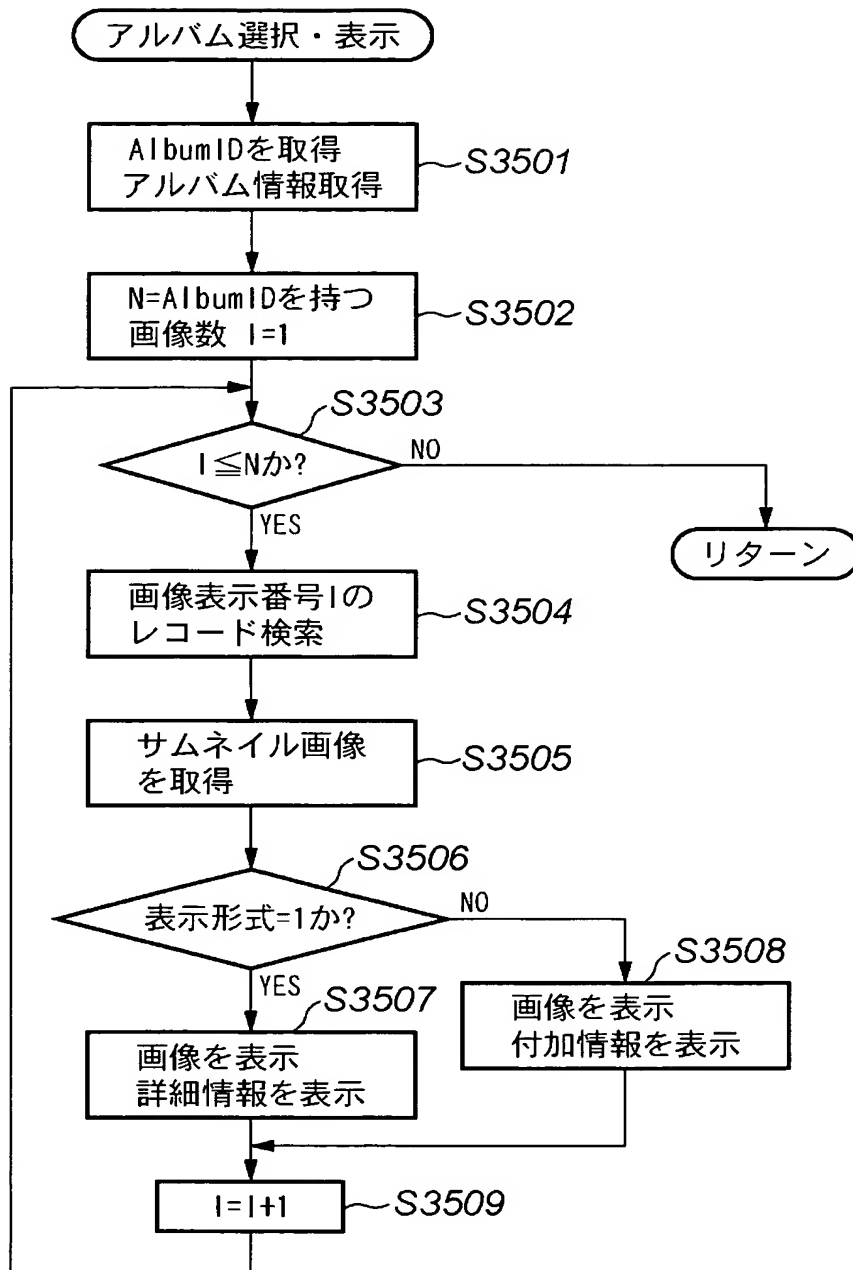 アルバム選択・表示
AlbumIDを取得
アルバム情報取得
S3501
N=AlbumIDを持つ
画像数 I=1
S3502
S3503
I≦Nか?
NO
YES
リターン
画像表示番号Iの
レコード検索
S3504
サムネイル画像
を取得
S3505
S3506
表示形式=1か?
NO
YES
S3507
画像を表示
詳細情報を表示
S3508
画像を表示
付加情報を表示
I=I+1
S3509